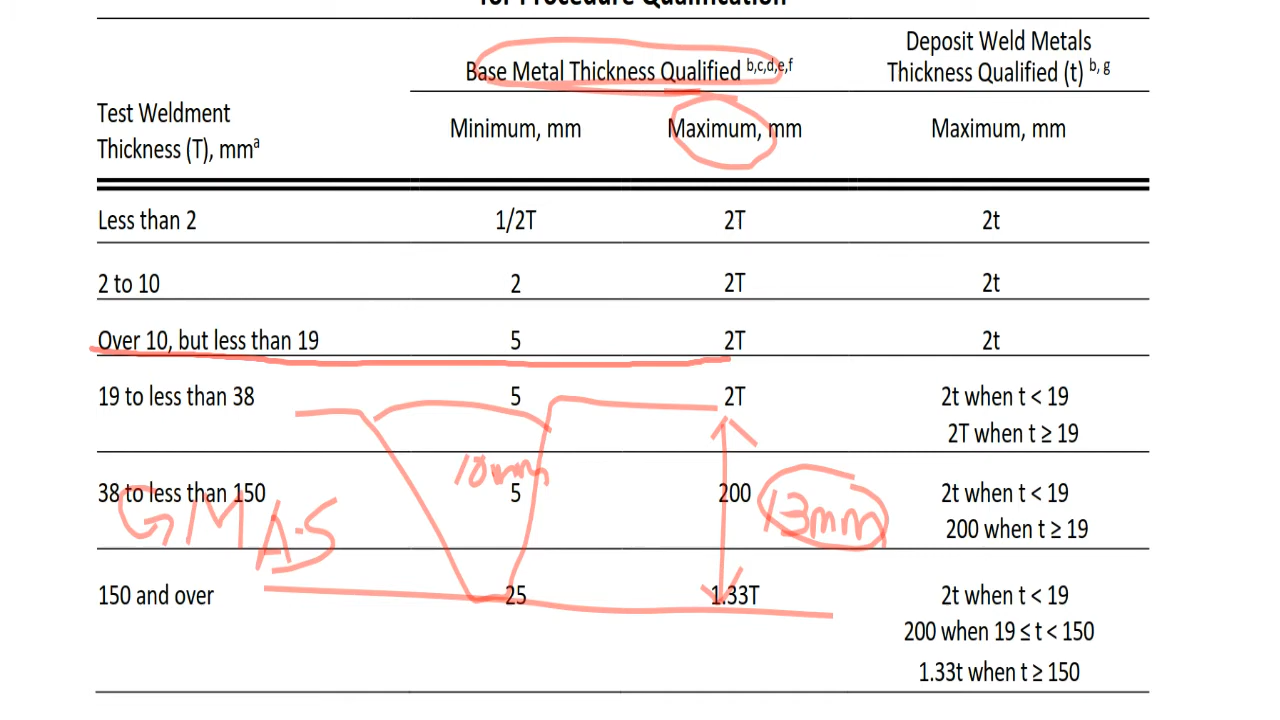 for Procedure Qualification
Base Metal Thickness Qualified b,c,d,e,f
Deposit Weld Metals
Thickness Qualified (t) b, g
Test Weldment
Thickness (T), mmᵃ
Minimum, mm Maximum, mm Maximum, mm
Less than 2 1/2T 2T 2t
2 to 10 2 2T 2t
Over 10, but less than 19 5 2T 2t
19 to less than 38 5 2T 2t when t < 19
2T when t ≥ 19
10mm
38 to less than 150 5 200 2t when t < 19
200 when t ≥ 19
GMAS
13mm
150 and over 25 1.33T 2t when t < 19
200 when 19 ≤ t < 150
1.33t when t ≥ 150